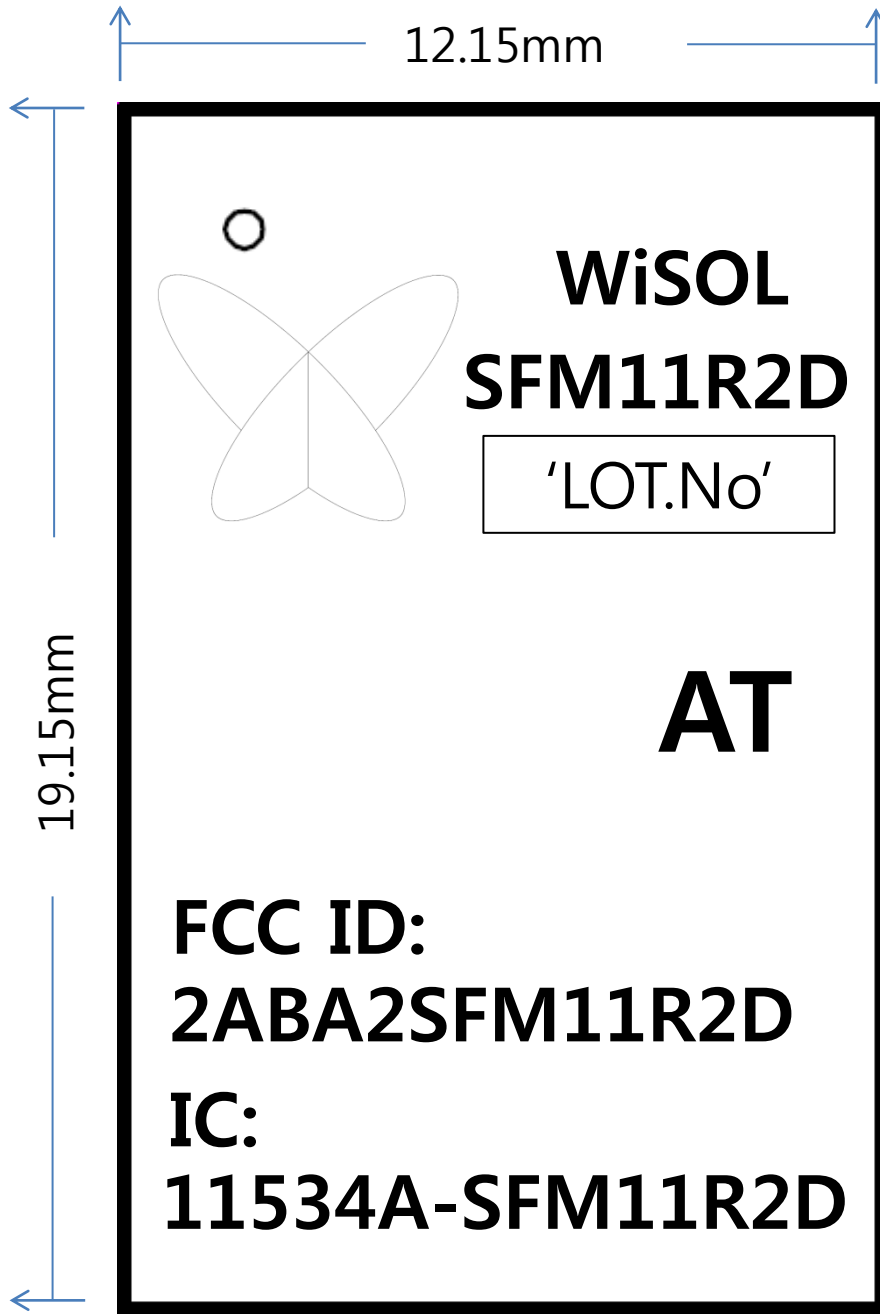 12.15mm
WiSOL
SFM11R2D
‘LOT.No’
19.15mm
AT
FCC ID:
2ABA2SFM11R2D
IC:
11534A-SFM11R2D